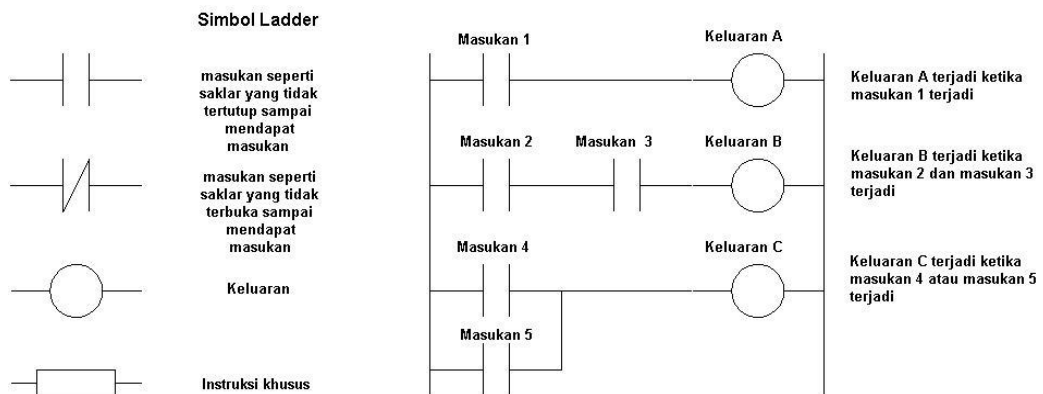 Simbol Ladder
masukan seperti
saklar yang tidak
tertutup sampai
mendapat
masukan
masukan seperti
saklar yang tidak
terbuka sampai
mendapat
masukan
Keluaran
Instruksi khusus
Masukan 1
Keluaran A
Keluaran A terjadi ketika
masukan 1 terjadi
Masukan 2
Masukan 3
Keluaran B
Keluaran B terjadi ketika
masukan 2 dan masukan 3
terjadi
Masukan 4
Keluaran C
Keluaran C terjadi ketika
masukan 4 atau masukan 5
terjadi
Masukan 5